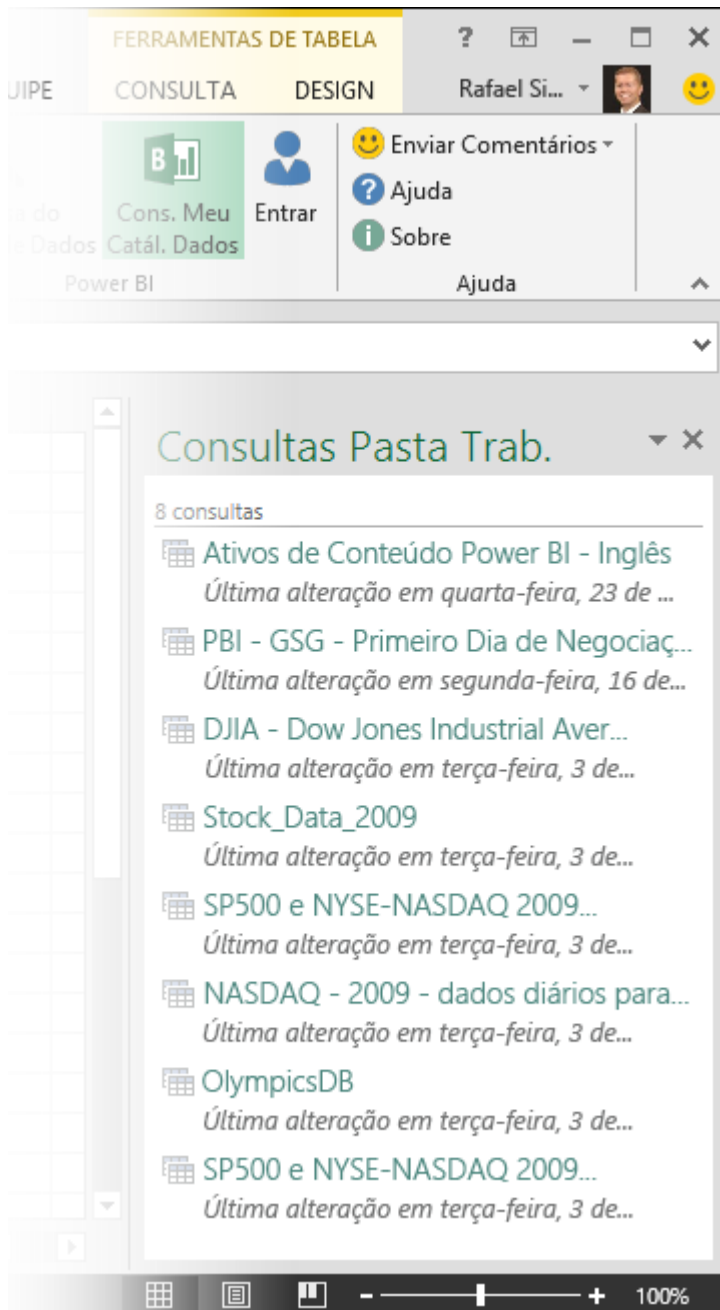 FERRAMENTAS DE TABELA ?
UIPE CONSULTA DESIGN Rafael Si...
Cons. Meu Catál. Dados
Entrar
Enviar Comentários
Ajuda
Sobre
do
Dados
Power BI
Ajuda
Consultas Pasta Trab.
8 consultas
Ativos de Conteúdo Power BI - Inglês
Última alteração em quarta-feira, 23 de ...
PBI - GSG - Primeiro Dia de Negociaç...
Última alteração em segunda-feira, 16 de...
DJIA - Dow Jones Industrial Aver...
Última alteração em terça-feira, 3 de...
Stock_Data_2009
Última alteração em terça-feira, 3 de...
SP500 e NYSE-NASDAQ 2009...
Última alteração em terça-feira, 3 de...
NASDAQ - 2009 - dados diários para...
Última alteração em terça-feira, 3 de...
OlympicsDB
Última alteração em terça-feira, 3 de...
SP500 e NYSE-NASDAQ 2009...
Última alteração em terça-feira, 3 de...
100%